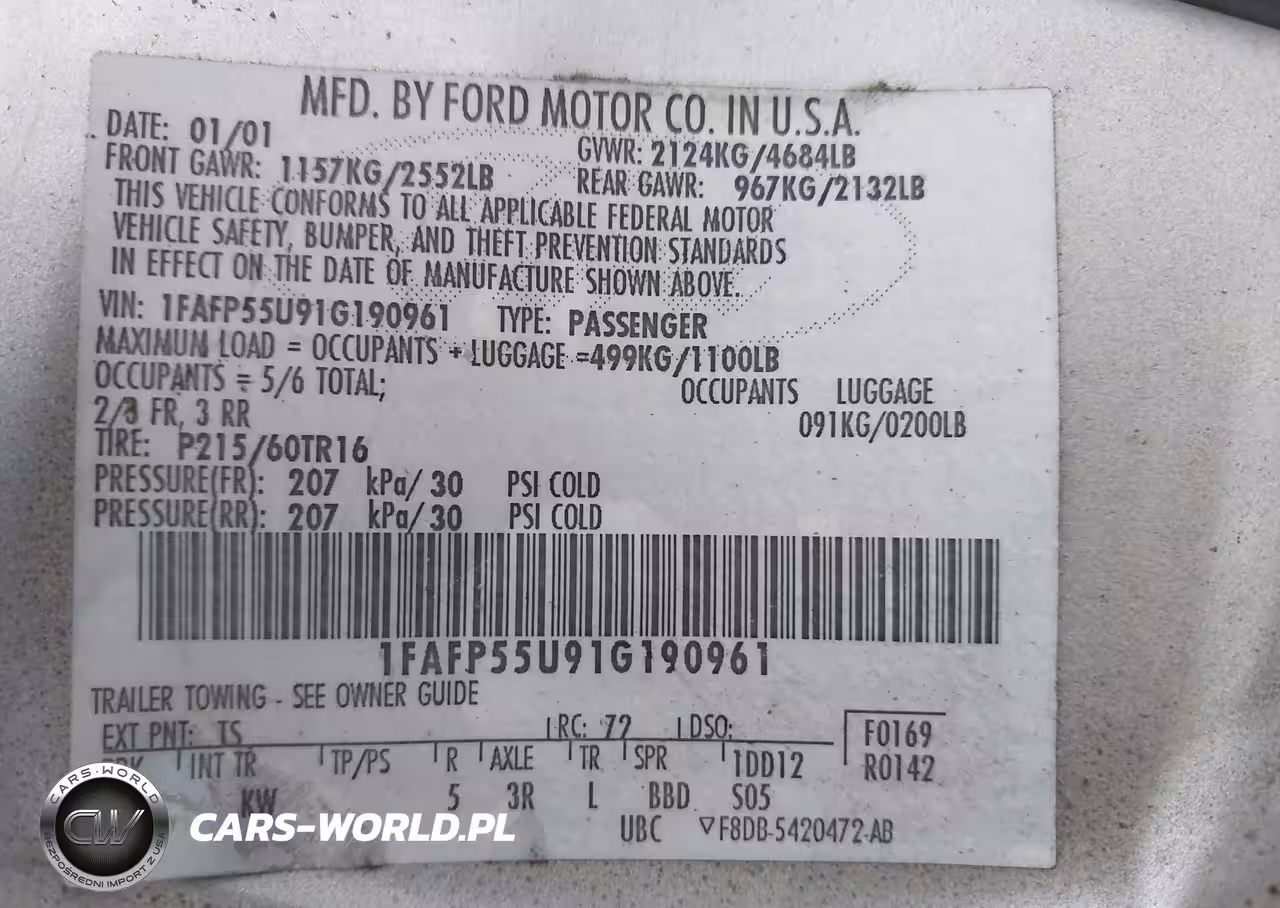 MFD. BY FORD MOTOR CO. IN U.S.A.
DATE: 01/01 GVWR: 2124KG/4684LB
FRONT GAWR: 1157KG/2552LB REAR GAWR: 967KG/2132LB
THIS VEHICLE CONFORMS TO ALL APPLICABLE FEDERAL MOTOR
VEHICLE SAFETY, BUMPER, AND THEFT PREVENTION STANDARDS
IN EFFECT ON THE DATE OF MANUFACTURE SHOWN ABOVE.
VIN: 1FAFP55U91G190961 TYPE: PASSENGER
MAXIMUM LOAD = OCCUPANTS + LUGGAGE =499KG/1100LB
OCCUPANTS = 5/6 TOTAL; OCCUPANTS LUGGAGE
2/3 FR, 3 RR 091KG/0200LB
TIRE: P215/60TR16
PRESSURE(FR): 207 kPa/ 30 PSI COLD
PRESSURE(RR): 207 kPa/ 30 PSI COLD
1FAFP55U91G190961
TRAILER TOWING - SEE OWNER GUIDE
EXT PNT: TS RC: 72 DSO: F0169
INT TR TP/PS R AXLE TR SPR 1DD12 R0142
KW 5 3R L BBD S05
UBC ▽F8DB-5420472-AB
CARS-WORLD
CW
BEZPOŚREDNI IMPORT Z USA
CARS-WORLD.PL